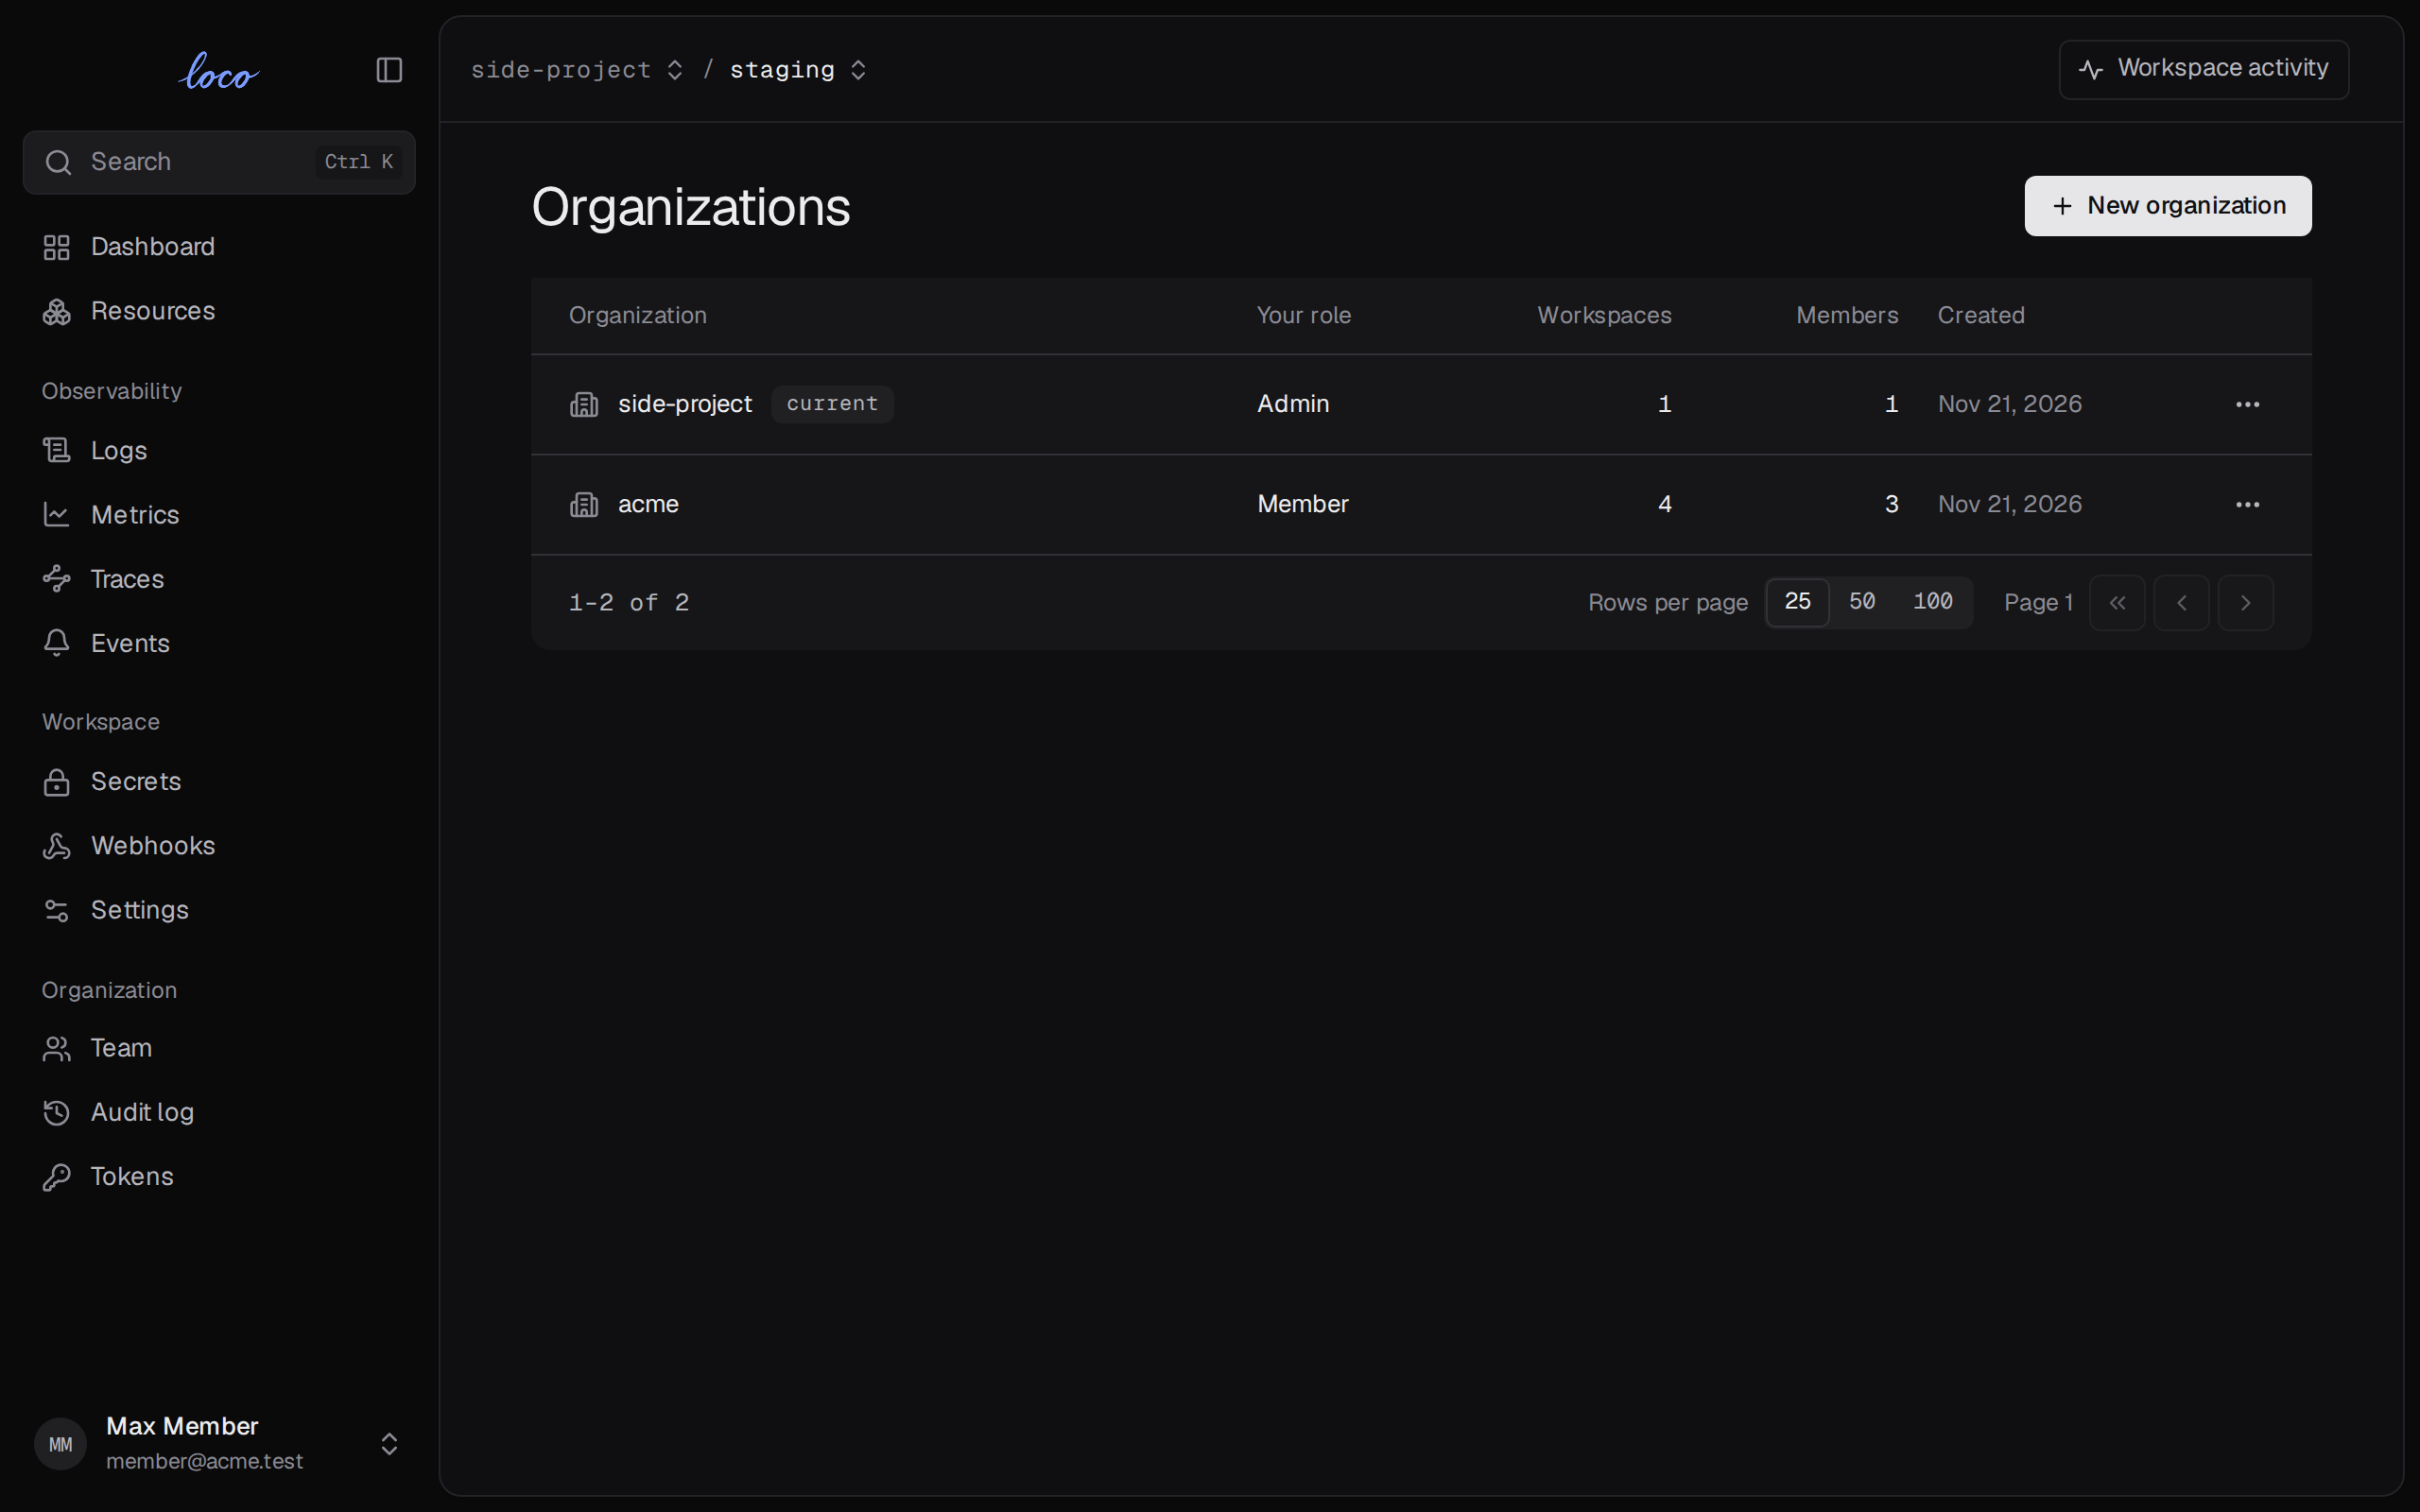 loco
Search Ctrl K
Dashboard
Resources
Observability
Logs
Metrics
Traces
Events
Workspace
Secrets
Webhooks
Settings
Organization
Team
Audit log
Tokens
MM
Max Member
member@acme.test
side-project / staging
Workspace activity
Organizations
New organization
Organization Your role Workspaces Members Created
side-project current Admin 1 1 Nov 21, 2026
acme Member 4 3 Nov 21, 2026
1-2 of 2 Rows per page 25 50 100 Page 1